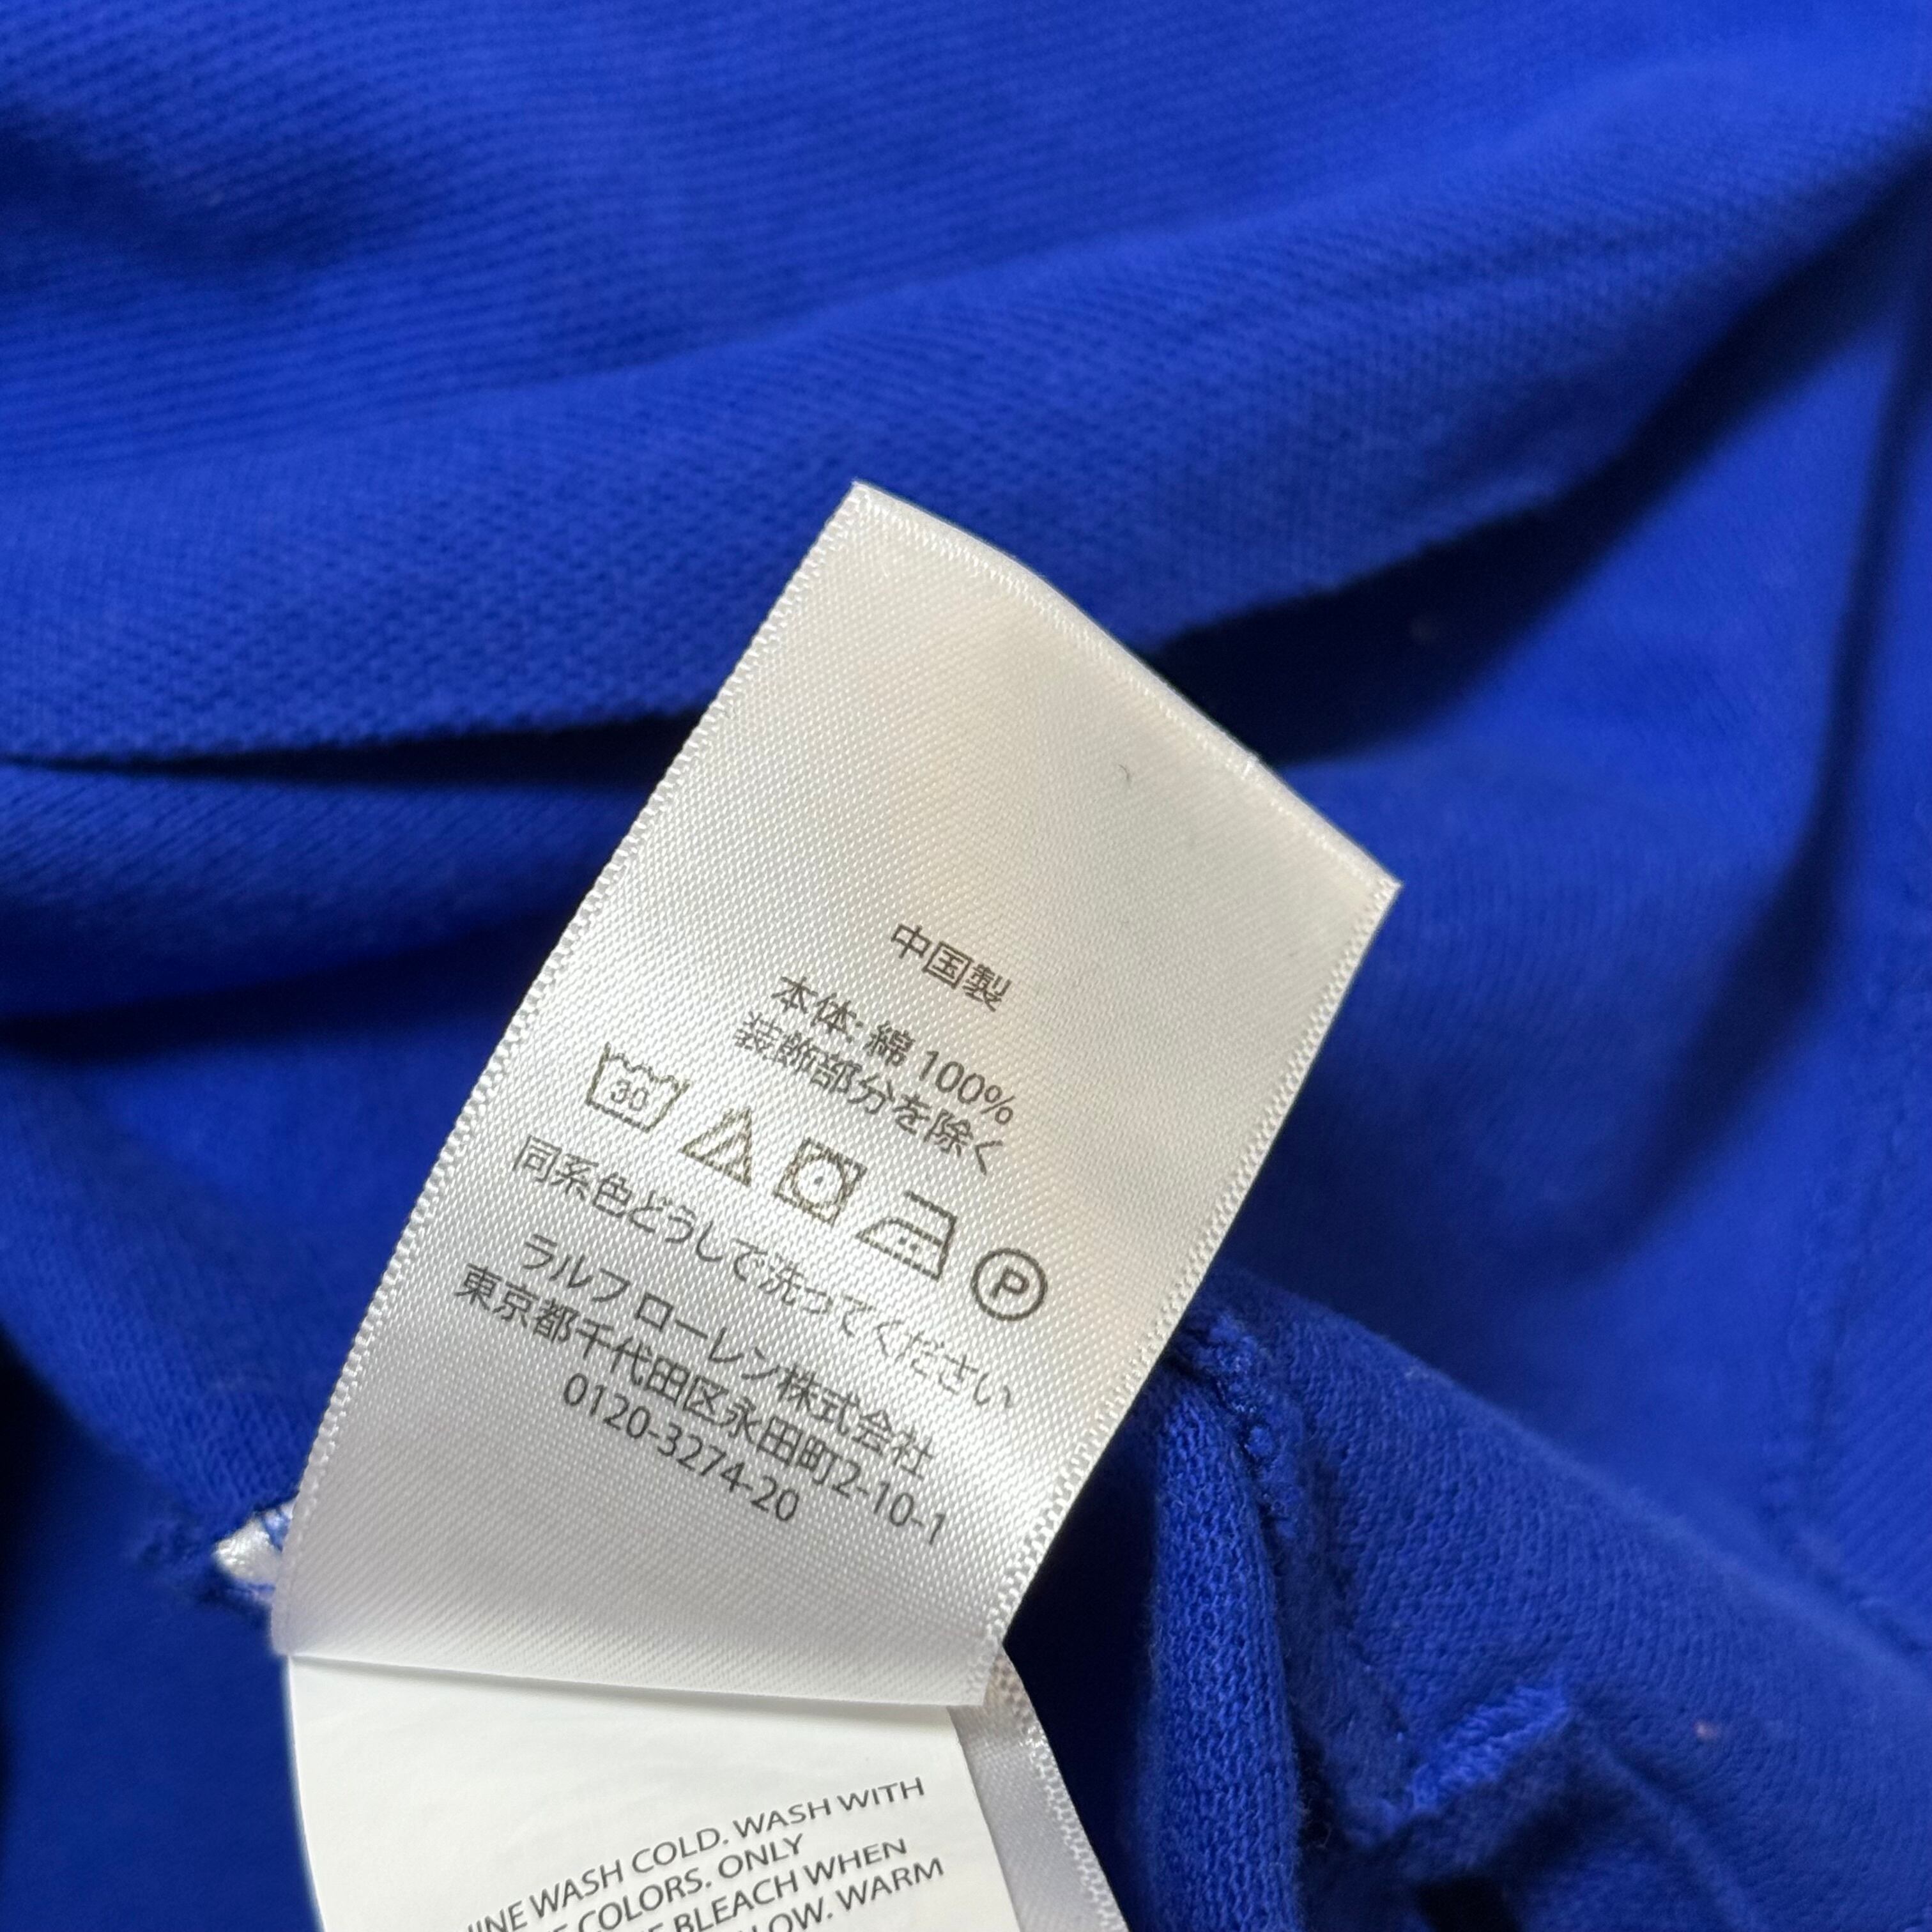 中国製
本体: 綿 100%
装飾部分を除く
30
P
同系色どうしで洗ってください
ラルフ ローレン株式会社
東京都千代田区永田町2-10-1
0120-3274-20
WASH COLD. WASH WITH
COLORS. ONLY
BLEACH WHEN
WARM